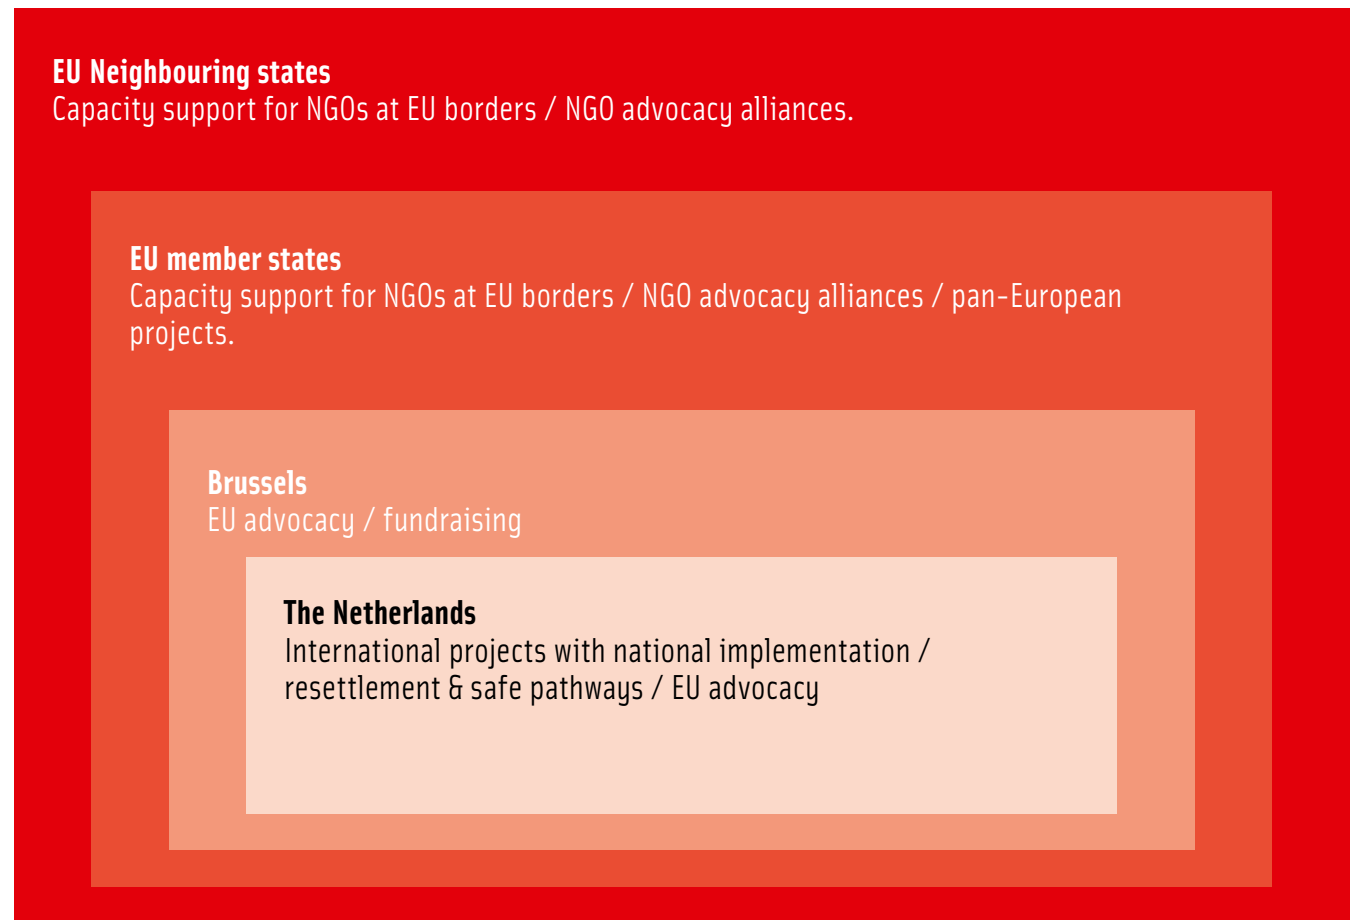 EU Neighbouring states
Capacity support for NGOs at EU borders / NGO advocacy alliances.
EU member states
Capacity support for NGOs at EU borders / NGO advocacy alliances / pan-European
projects.
Brussels
EU advocacy / fundraising
The Netherlands
International projects with national implementation /
resettlement & safe pathways / EU advocacy